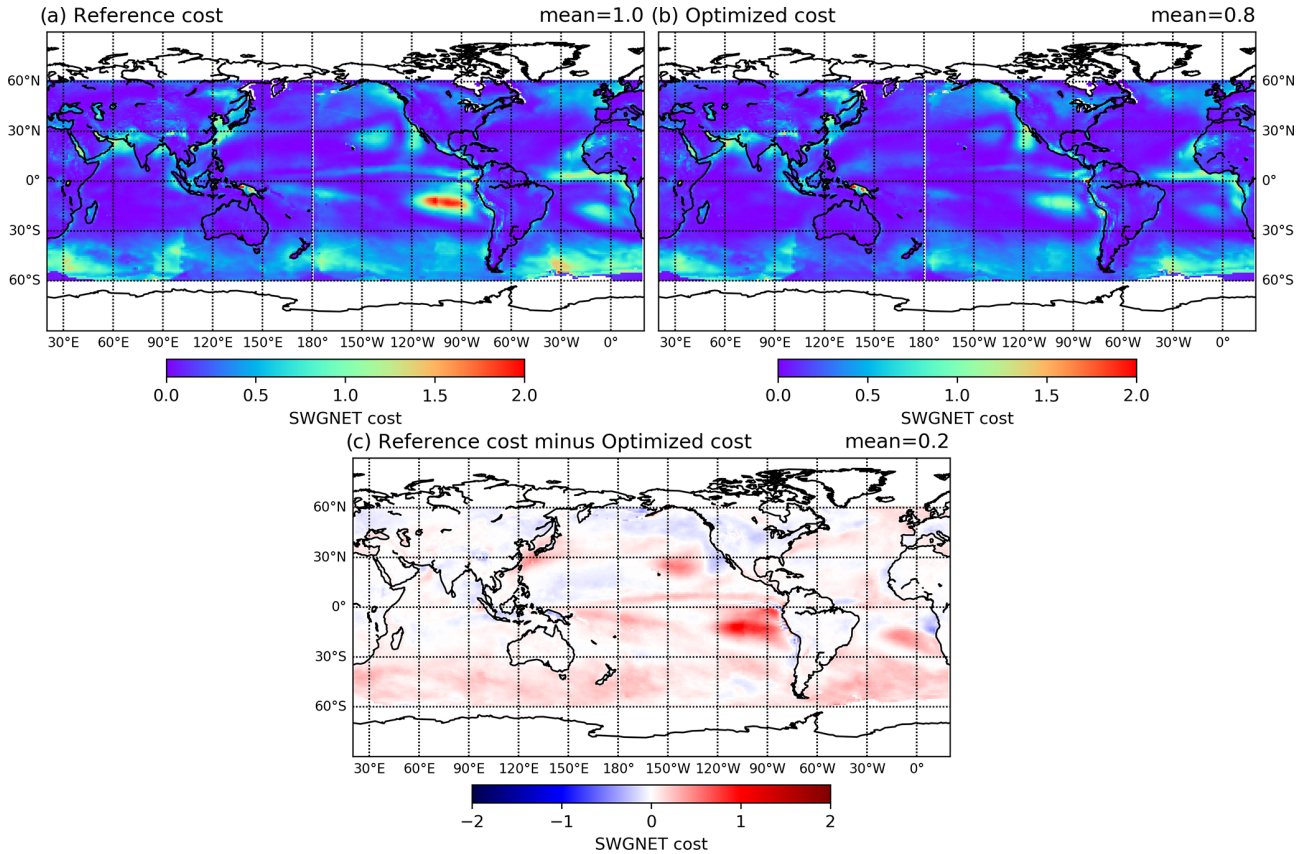 (a) Reference cost mean=1.0
(b) Optimized cost mean=0.8
60°N
30°N
0°
30°S
60°S
60°N
30°N
0°
30°S
60°S
30°E 60°E 90°E 120°E 150°E 180° 150°W 120°W 90°W 60°W 30°W 0°
30°E 60°E 90°E 120°E 150°E 180° 150°W 120°W 90°W 60°W 30°W 0°
0.0 0.5 1.0 1.5 2.0
SWGNET cost
0.0 0.5 1.0 1.5 2.0
SWGNET cost
(c) Reference cost minus Optimized cost mean=0.2
60°N
30°N
0°
30°S
60°S
30°E 60°E 90°E 120°E 150°E 180° 150°W 120°W 90°W 60°W 30°W 0°
−2 −1 0 1 2
SWGNET cost